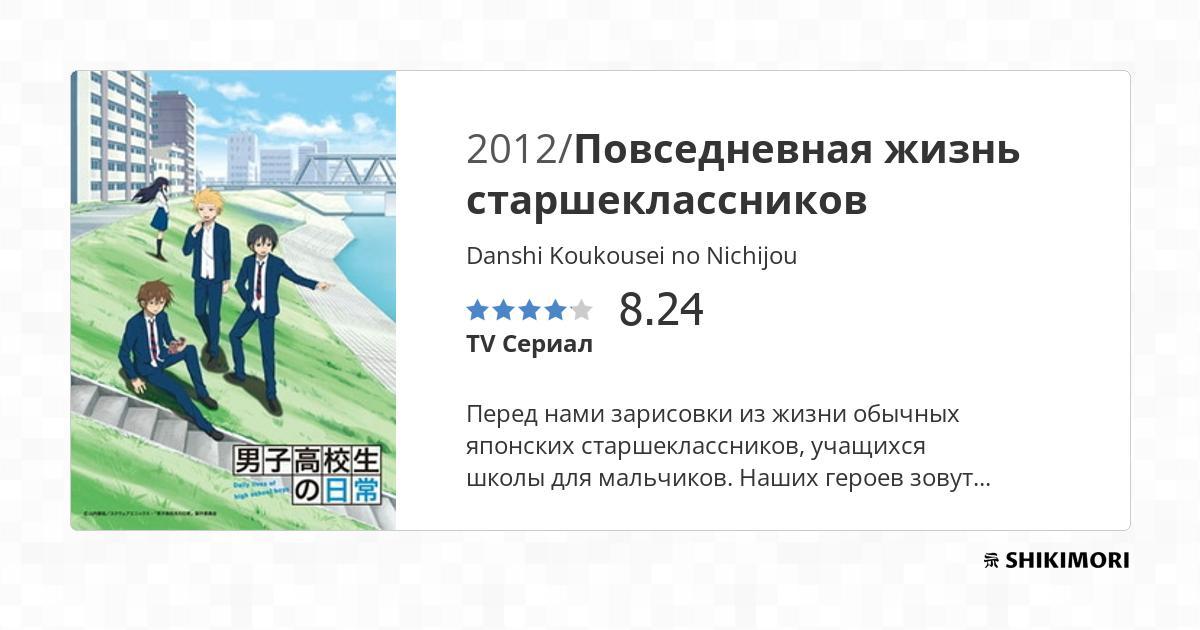 2012/Повседневная жизнь
старшеклассников
Danshi Koukousei no Nichijou
8.24
TV Сериал
Перед нами зарисовки из жизни обычных
японских старшеклассников, учащихся
школы для мальчиков. Наших героев зовут...
男子高校生
の日常
Daily lives of
high school boys
SHIKIMORI